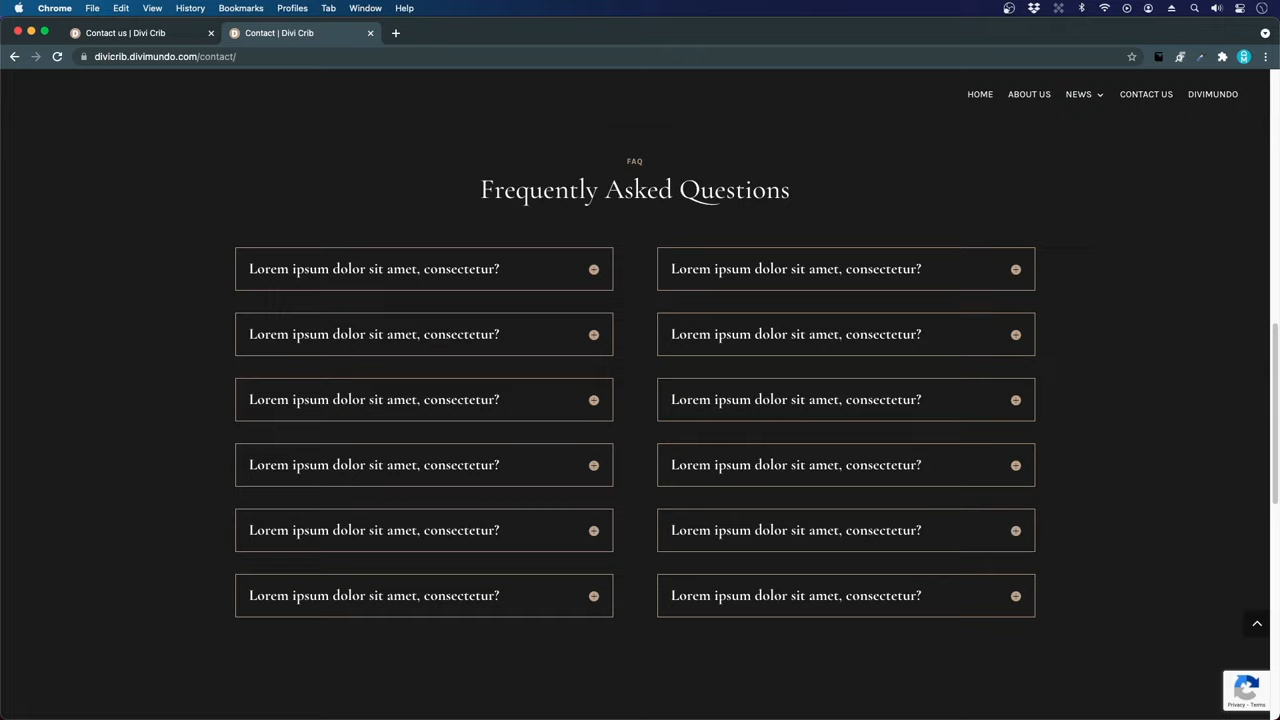 Chrome File Edit View History Bookmarks Profiles Tab Window Help
Contact us | Divi Crib
Contact | Divi Crib
divicrib.divimundo.com/contact/
HOME ABOUT US NEWS CONTACT US DIVIMUNDO
FAQ
Frequently Asked Questions
Lorem ipsum dolor sit amet, consectetur?
Lorem ipsum dolor sit amet, consectetur?
Lorem ipsum dolor sit amet, consectetur?
Lorem ipsum dolor sit amet, consectetur?
Lorem ipsum dolor sit amet, consectetur?
Lorem ipsum dolor sit amet, consectetur?
Lorem ipsum dolor sit amet, consectetur?
Lorem ipsum dolor sit amet, consectetur?
Lorem ipsum dolor sit amet, consectetur?
Lorem ipsum dolor sit amet, consectetur?
Lorem ipsum dolor sit amet, consectetur?
Lorem ipsum dolor sit amet, consectetur?
Privacy - Terms